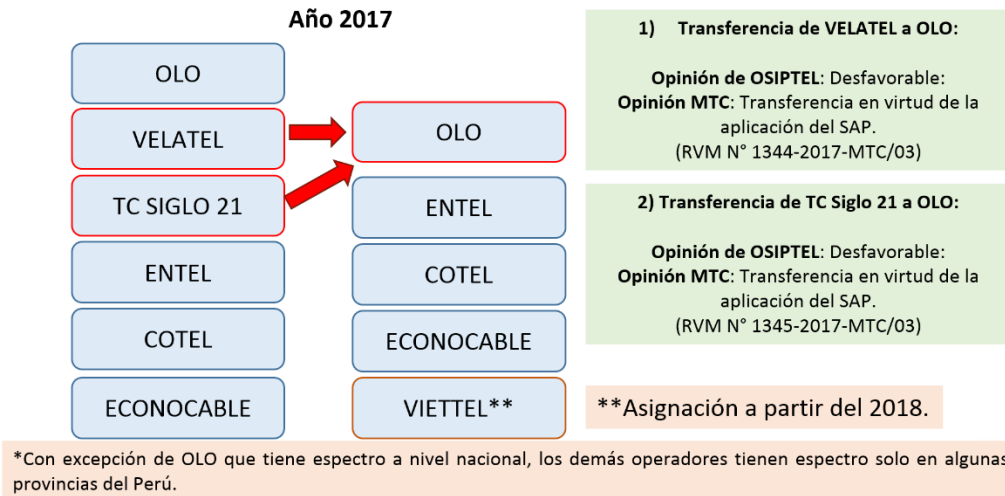 Año 2017
OLO
VELATEL
TC SIGLO 21
ENTEL
COTEL
ECONOCABLE
OLO
ENTEL
COTEL
ECONOCABLE
VIETTEL**
1) Transferencia de VELATEL a OLO:
Opinión de OSIPTEL: Desfavorable:
Opinión MTC: Transferencia en virtud de la
aplicación del SAP.
(RVM N° 1344-2017-MTC/03)
2) Transferencia de TC Siglo 21 a OLO:
Opinión de OSIPTEL: Desfavorable:
Opinión MTC: Transferencia en virtud de la
aplicación del SAP.
(RVM N° 1345-2017-MTC/03)
**Asignación a partir del 2018.
*Con excepción de OLO que tiene espectro a nivel nacional, los demás operadores tienen espectro solo en algunas
provincias del Perú.